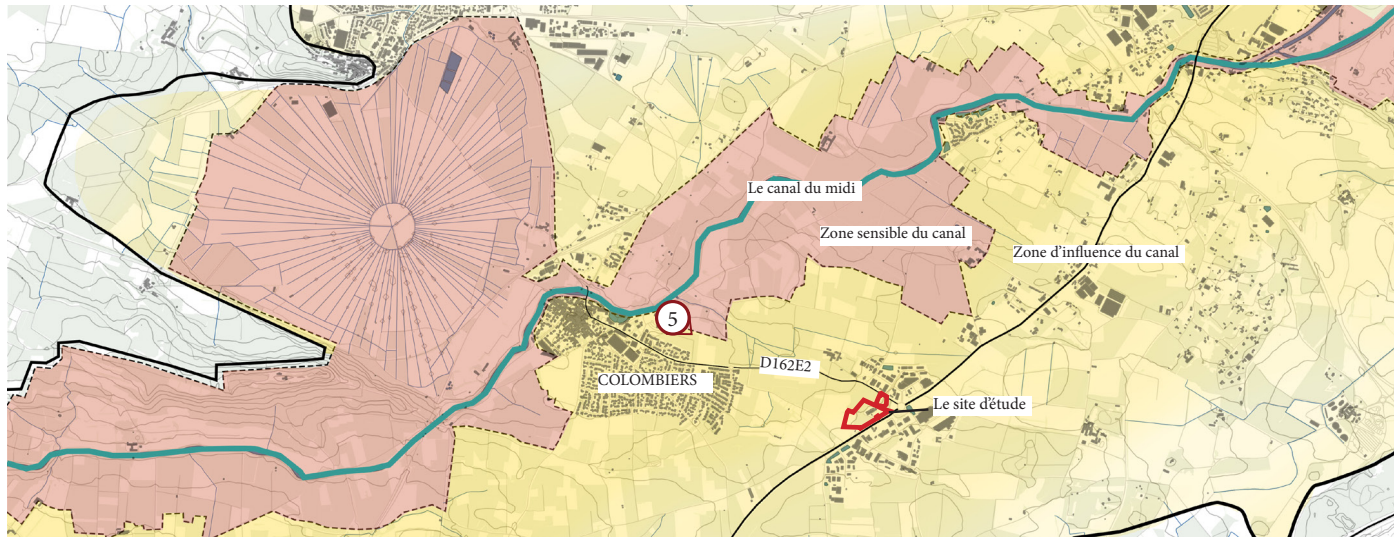 Le canal du midi
Zone sensible du canal
Zone d'influence du canal
5
D162E2
COLOMBIERS
Le site d'étude